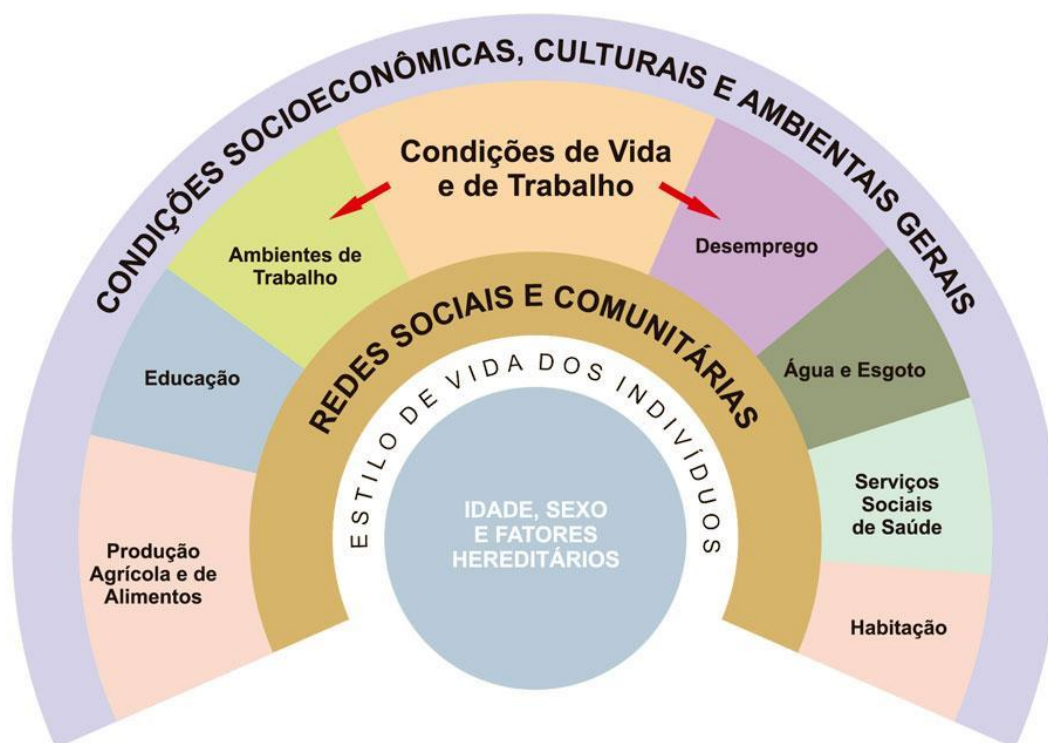 CONDIÇÕES SOCIOECONÔMICAS, CULTURAIS E AMBIENTAIS GERAIS
Condições de Vida
e de Trabalho
Ambientes de
Trabalho
Desemprego
Educação
Água e Esgoto
Produção
Agrícola e de
Alimentos
Serviços
Sociais
de Saúde
Habitação
REDES SOCIAIS E COMUNITÁRIAS
ESTILO DE VIDA DOS INDIVÍDUOS
IDADE, SEXO
E FATORES
HEREDITÁRIOS